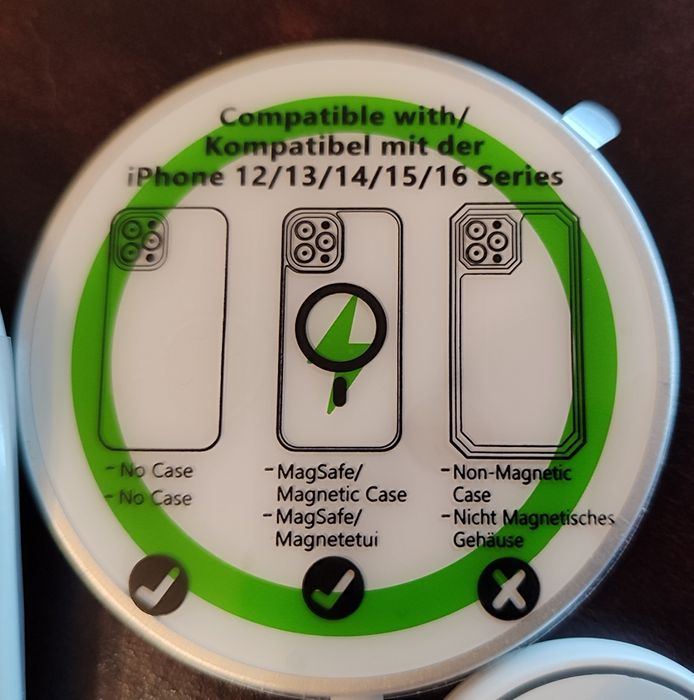 Compatible with/
Kompatibel mit der
iPhone 12/13/14/15/16 Series
- No Case
- No Case
- MagSafe/
Magnetic Case
- MagSafe/
Magnetetui
- Non-Magnetic
Case
- Nicht Magnetisches
Gehäuse